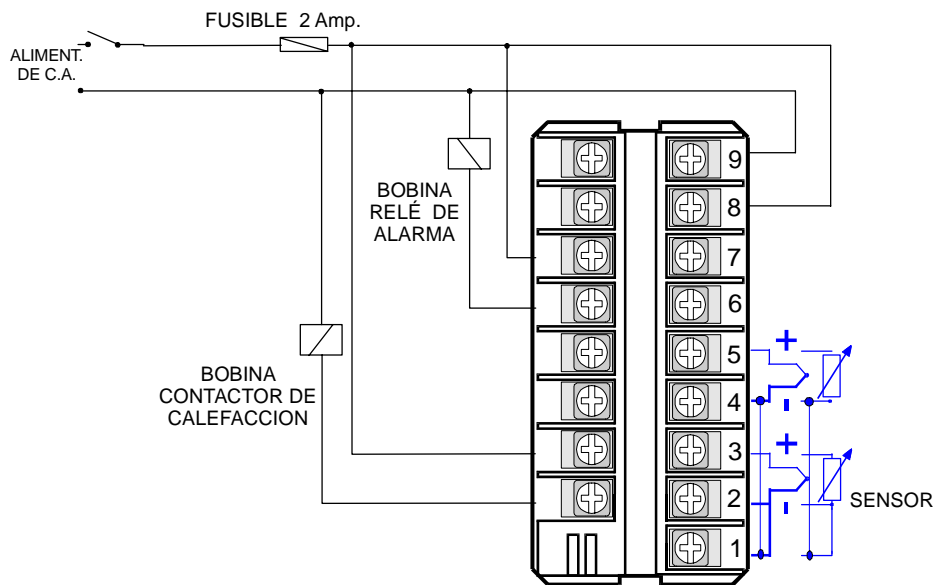 FUSIBLE 2 Amp.
ALIMENT.
DE C.A.
BOBINA
RELÉ DE
ALARMA
BOBINA
CONTACTOR DE
CALEFACCION
9
8
7
6
5
4
3
2
1
+
-
+
-
SENSOR